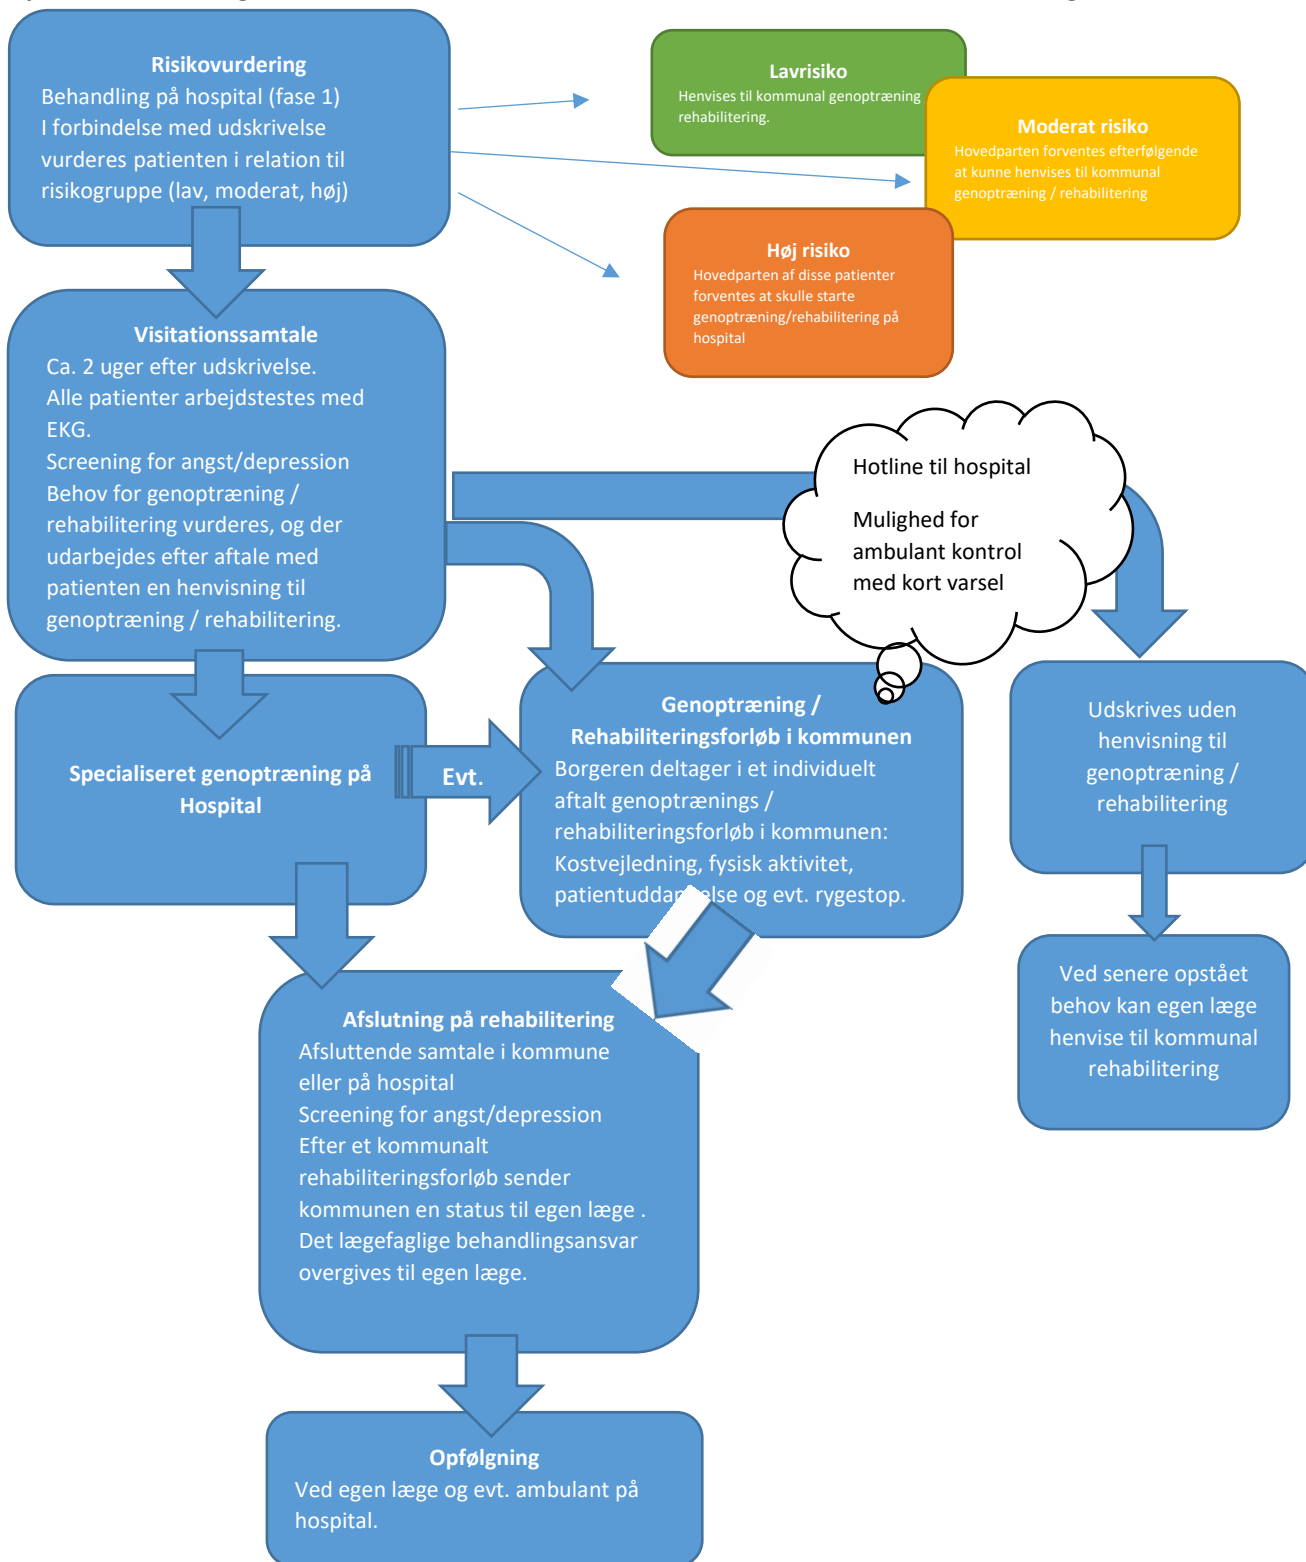 Risikovurdering
Behandling på hospital (fase 1)
I forbindelse med udskrivelse
vurderes patienten i relation til
risikogruppe (lav, moderat, høj)
Lavrisiko
Henvises til kommunal genoptræning
rehabilitering.
Moderat risiko
Hovedparten forventes efterfølgende
at kunne henvises til kommunal
genoptræning / rehabilitering
Høj risiko
Hovedparten af disse patienter
forventes at skulle starte
genoptræning/rehabilitering på
hospital
Visitationssamtale
Ca. 2 uger efter udskrivelse.
Alle patienter arbejdstestes med
EKG.
Screening for angst/depression
Behov for genoptræning /
rehabilitering vurderes, og der
udarbejdes efter aftale med
patienten en henvisning til
genoptræning / rehabilitering.
Hotline til hospital
Mulighed for
ambulant kontrol
med kort varsel
Specialiseret genoptræning på
Hospital
Evt.
Genoptræning /
Rehabiliteringsforløb i kommunen
Borgeren deltager i et individuelt
aftalt genoptrænings /
rehabiliteringsforløb i kommunen:
Kostvejledning, fysisk aktivitet,
patientuddannelse og evt. rygestop.
Udskrives uden
henvisning til
genoptræning /
rehabilitering
Ved senere opstået
behov kan egen læge
henvise til kommunal
rehabilitering
Afslutning på rehabilitering
Afsluttende samtale i kommune
eller på hospital
Screening for angst/depression
Efter et kommunalt
rehabiliteringsforløb sender
kommunen en status til egen læge .
Det lægefaglige behandlingsansvar
overgives til egen læge.
Opfølgning
Ved egen læge og evt. ambulant på
hospital.